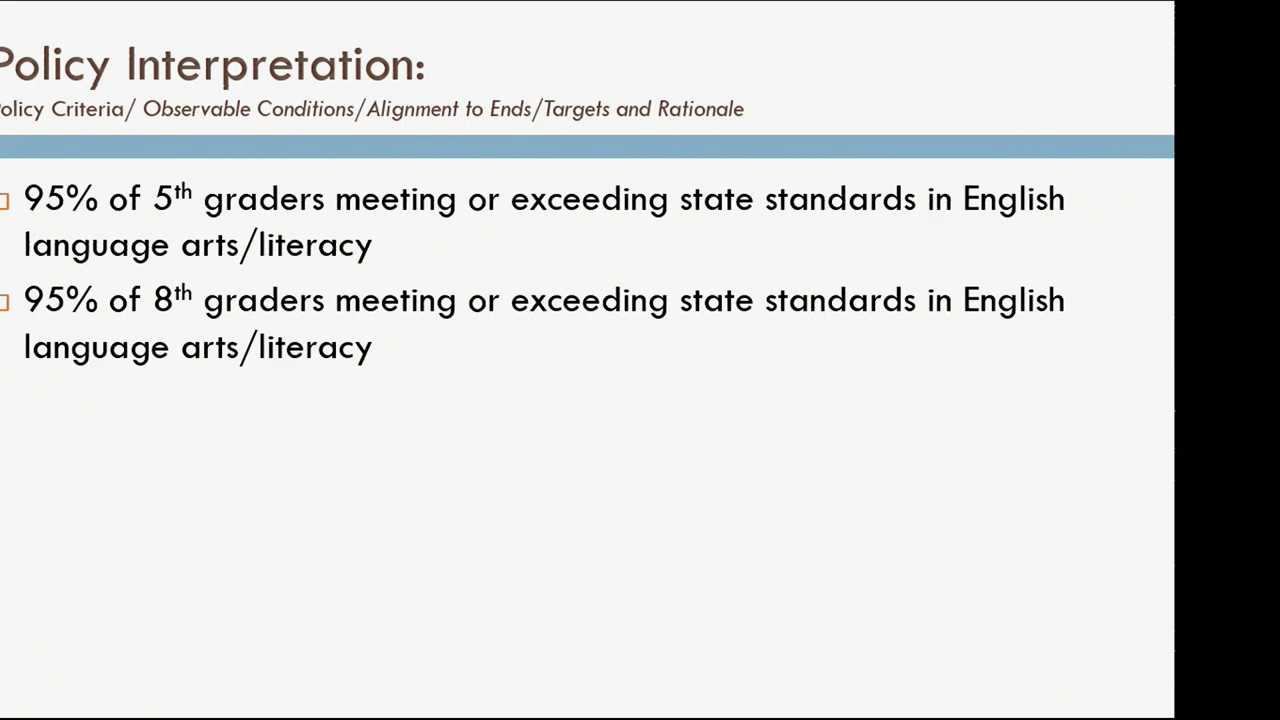 Policy Interpretation:
olicy Criteria/ Observable Conditions/Alignment to Ends/Targets and Rationale
95% of 5th graders meeting or exceeding state standards in English
language arts/literacy
95% of 8th graders meeting or exceeding state standards in English
language arts/literacy